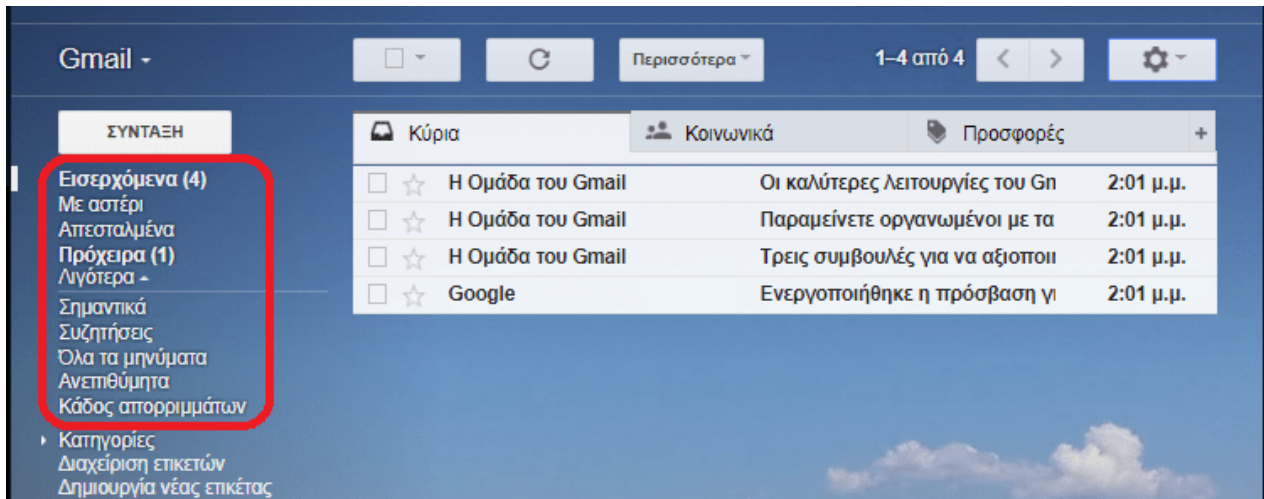 Gmail
Περισσότερα
1–4 από 4
ΣΥΝΤΑΞΗ
Κύρια
Κοινωνικά
Προσφορές
+
Εισερχόμενα (4)
Με αστέρι
Απεσταλμένα
Πρόχειρα (1)
Λιγότερα
Σημαντικά
Συζητήσεις
Όλα τα μηνύματα
Ανεπιθύμητα
Κάδος απορριμμάτων
Κατηγορίες
Διαχείριση ετικετών
Δημιουργία νέας ετικέτας
Η Ομάδα του Gmail Οι καλύτερες λειτουργίες του Gm 2:01 μ.μ.
Η Ομάδα του Gmail Παραμείνετε οργανωμένοι με τα 2:01 μ.μ.
Η Ομάδα του Gmail Τρεις συμβουλές για να αξιοποιι 2:01 μ.μ.
Google Ενεργοποιήθηκε η πρόσβαση γι 2:01 μ.μ.